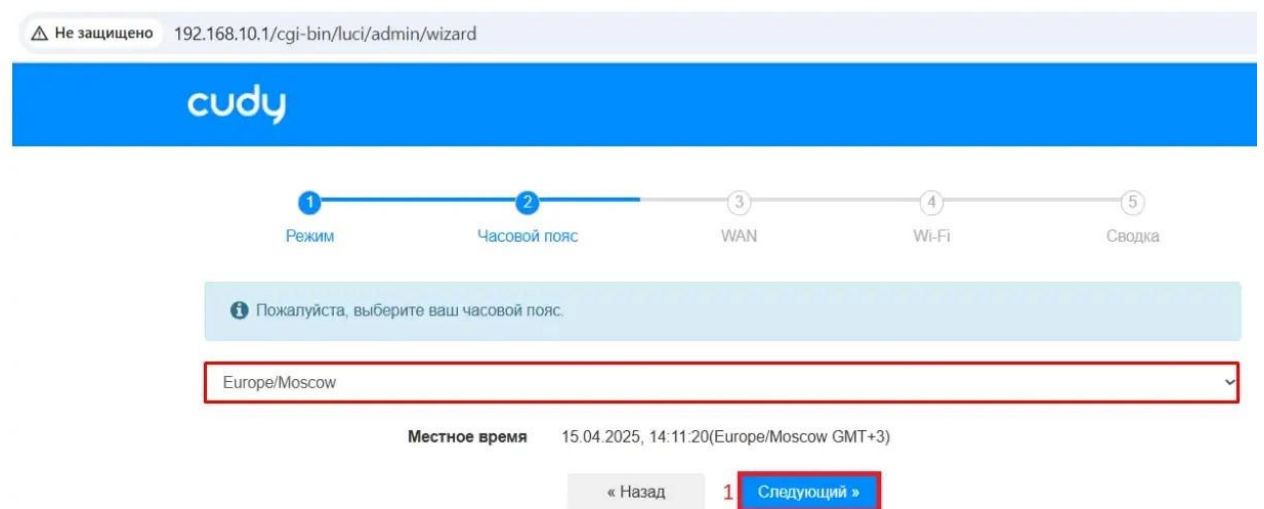 Не защищено 192.168.10.1/cgi-bin/luci/admin/wizard
cudy
1 2 3 4 5
Режим Часовой пояс WAN Wi-Fi Сводка
Пожалуйста, выберите ваш часовой пояс.
Europe/Moscow
Местное время 15.04.2025, 14:11:20(Europe/Moscow GMT+3)
« Назад 1 Следующий »